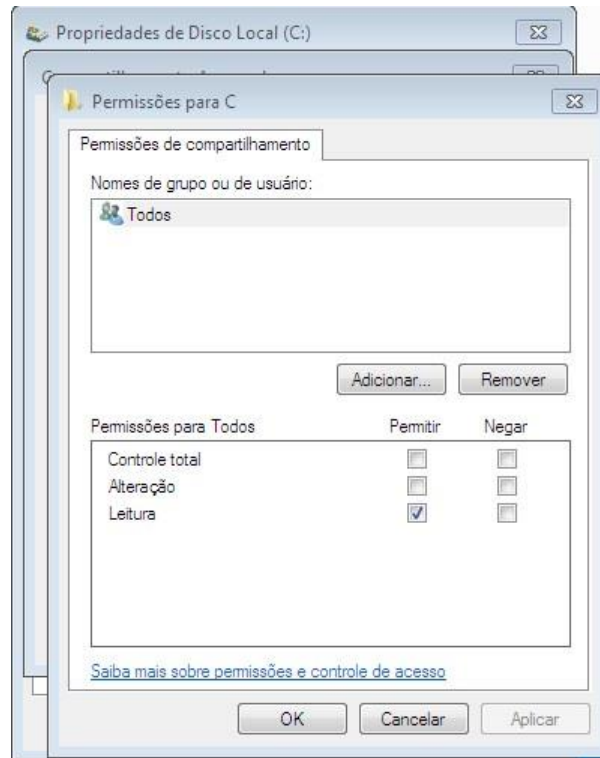 Propriedades de Disco Local (C:)
Permissões para C
Permissões de compartilhamento
Nomes de grupo ou de usuário:
Todos
Adicionar... Remover
Permissões para Todos Permitir Negar
Controle total
Alteração
Leitura
Saiba mais sobre permissões e controle de acesso
OK Cancelar Aplicar